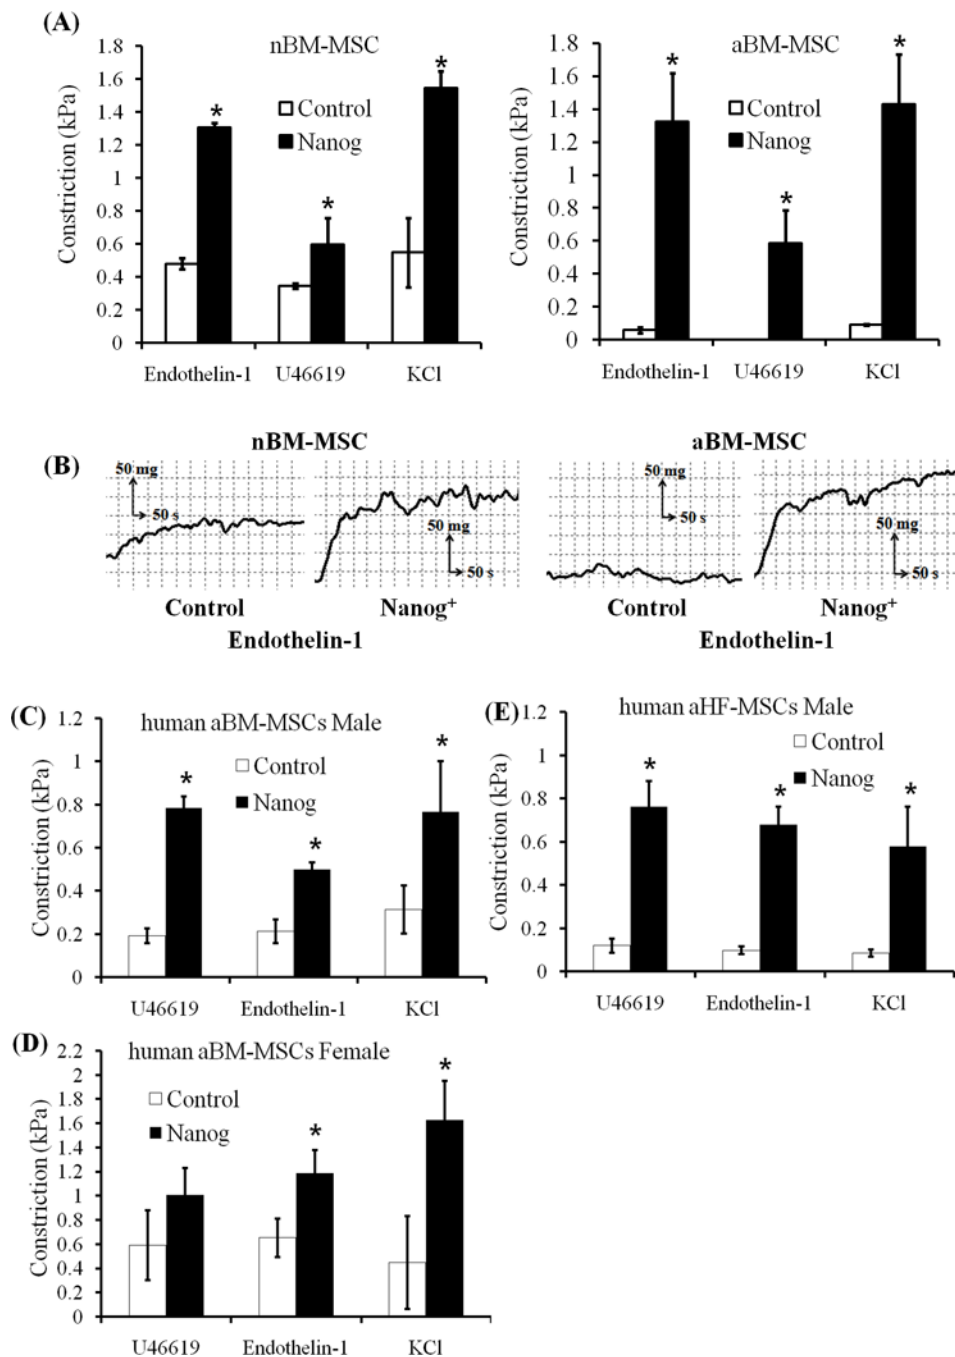 (A)
nBM-MSC
aBM-MSC
Constriction (kPa)
1.8
1.6
1.4
1.2
1
0.8
0.6
0.4
0.2
0
Control
Nanog
*
*
*
Endothelin-1
U46619
KCl
Constriction (kPa)
1.8
1.6
1.4
1.2
1
0.8
0.6
0.4
0.2
0
Control
Nanog
*
*
*
Endothelin-1
U46619
KCl
(B)
nBM-MSC
aBM-MSC
50 mg
50 s
50 mg
50 s
50 mg
50 s
50 mg
50 s
Control
Nanog+
Control
Nanog+
Endothelin-1
Endothelin-1
(C)
human aBM-MSCs Male
Constriction (kPa)
1.2
1
0.8
0.6
0.4
0.2
0
Control
Nanog
*
*
*
U46619
Endothelin-1
KCl
(E)
human aHF-MSCs Male
Constriction (kPa)
1.2
1
0.8
0.6
0.4
0.2
0
Control
Nanog
*
*
*
U46619
Endothelin-1
KCl
(D)
human aBM-MSCs Female
Constriction (kPa)
2.2
2
1.8
1.6
1.4
1.2
1
0.8
0.6
0.4
0.2
0
Control
Nanog
*
*
U46619
Endothelin-1
KCl